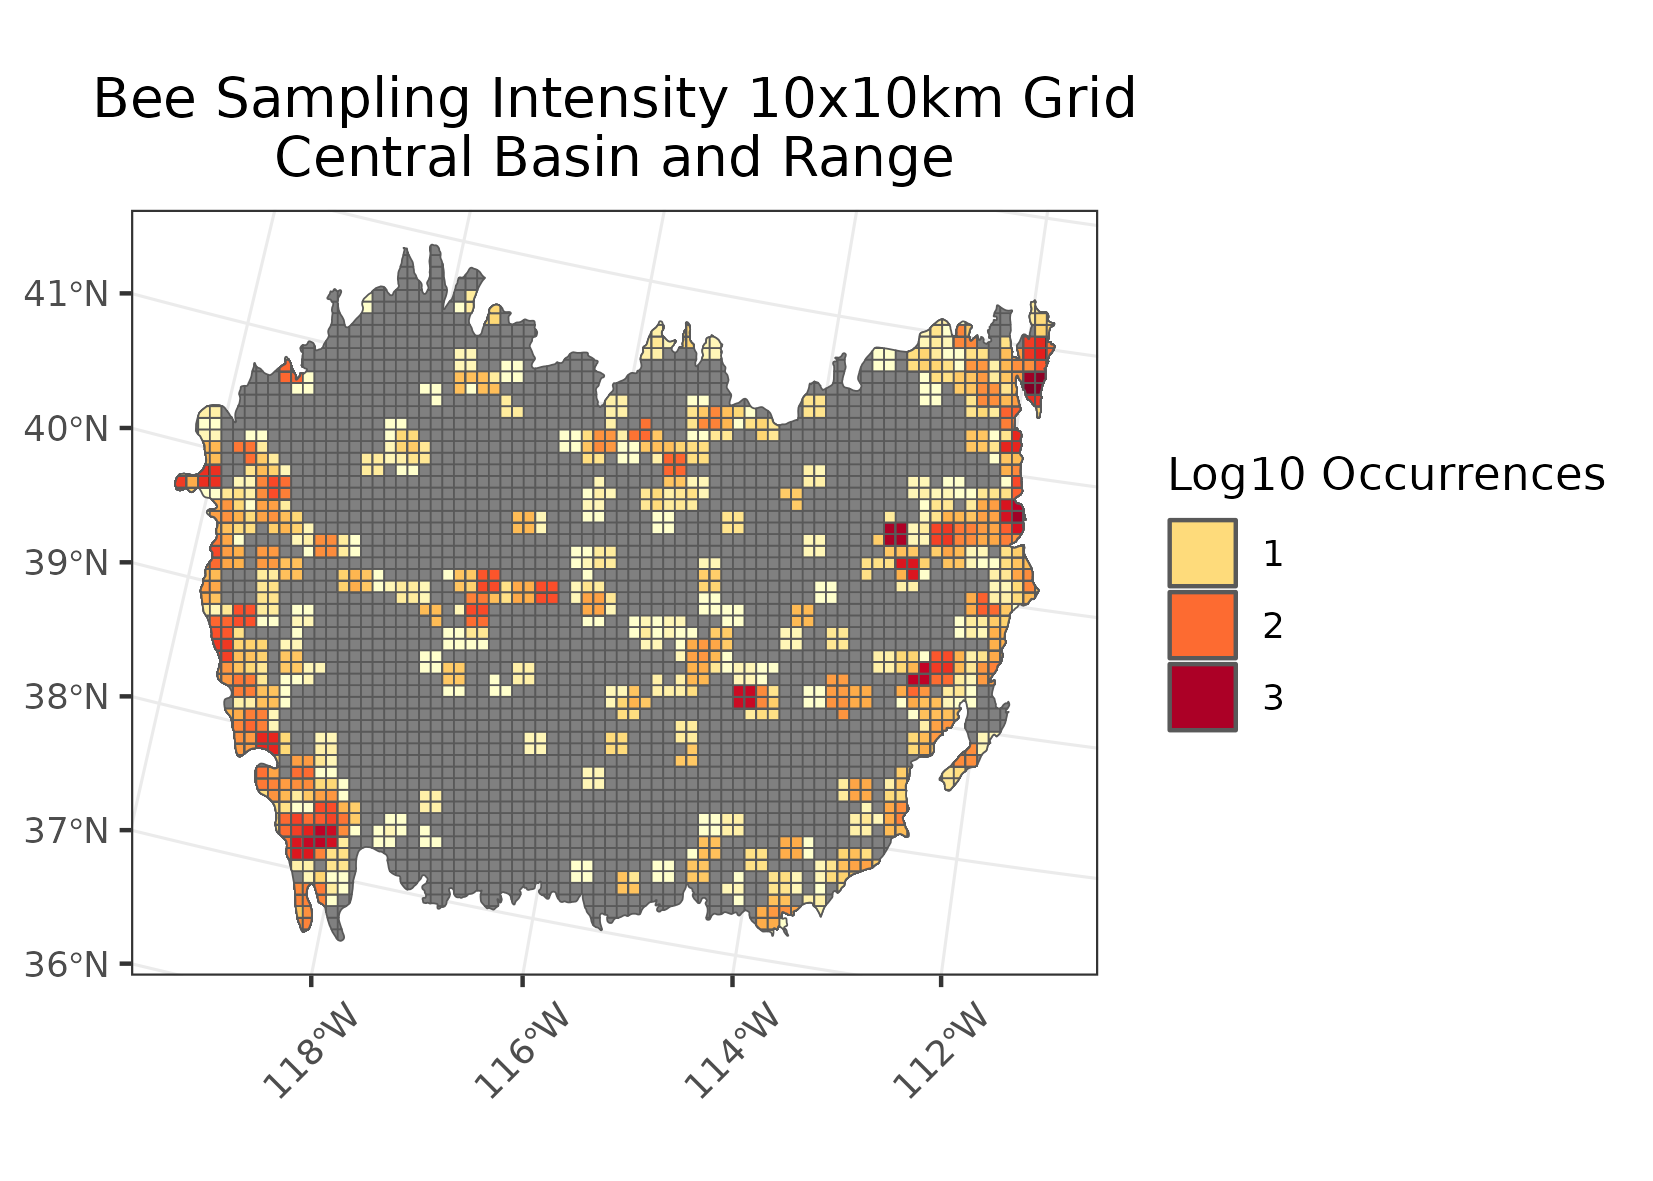 Bee Sampling Intensity 10x10km Grid
Central Basin and Range
41°N
40°N
39°N
38°N
37°N
36°N
118°W
116°W
114°W
112°W
Log10 Occurrences
1
2
3